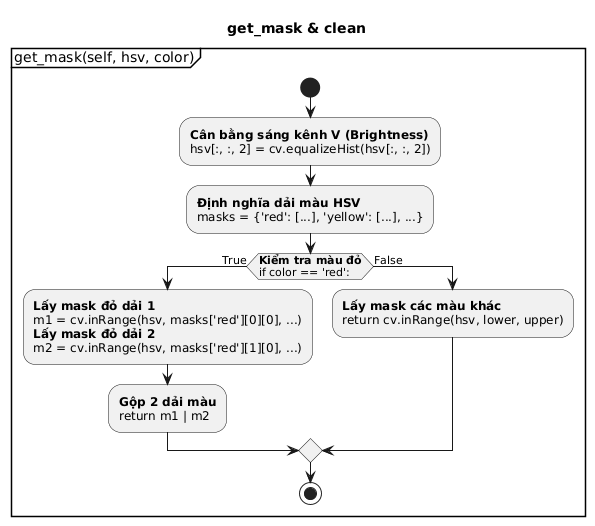 get_mask & clean
get_mask(self, hsv, color)
Cân bằng sáng kênh V (Brightness)
hsv[:, :, 2] = cv.equalizeHist(hsv[:, :, 2])
Định nghĩa dải màu HSV
masks = {'red': [...], 'yellow': [...], ...}
True
Kiểm tra màu đỏ
if color == 'red':
False
Lấy mask đỏ dải 1
m1 = cv.inRange(hsv, masks['red'][0][0], ...)
Lấy mask đỏ dải 2
m2 = cv.inRange(hsv, masks['red'][1][0], ...)
Lấy mask các màu khác
return cv.inRange(hsv, lower, upper)
Gộp 2 dải màu
return m1 | m2